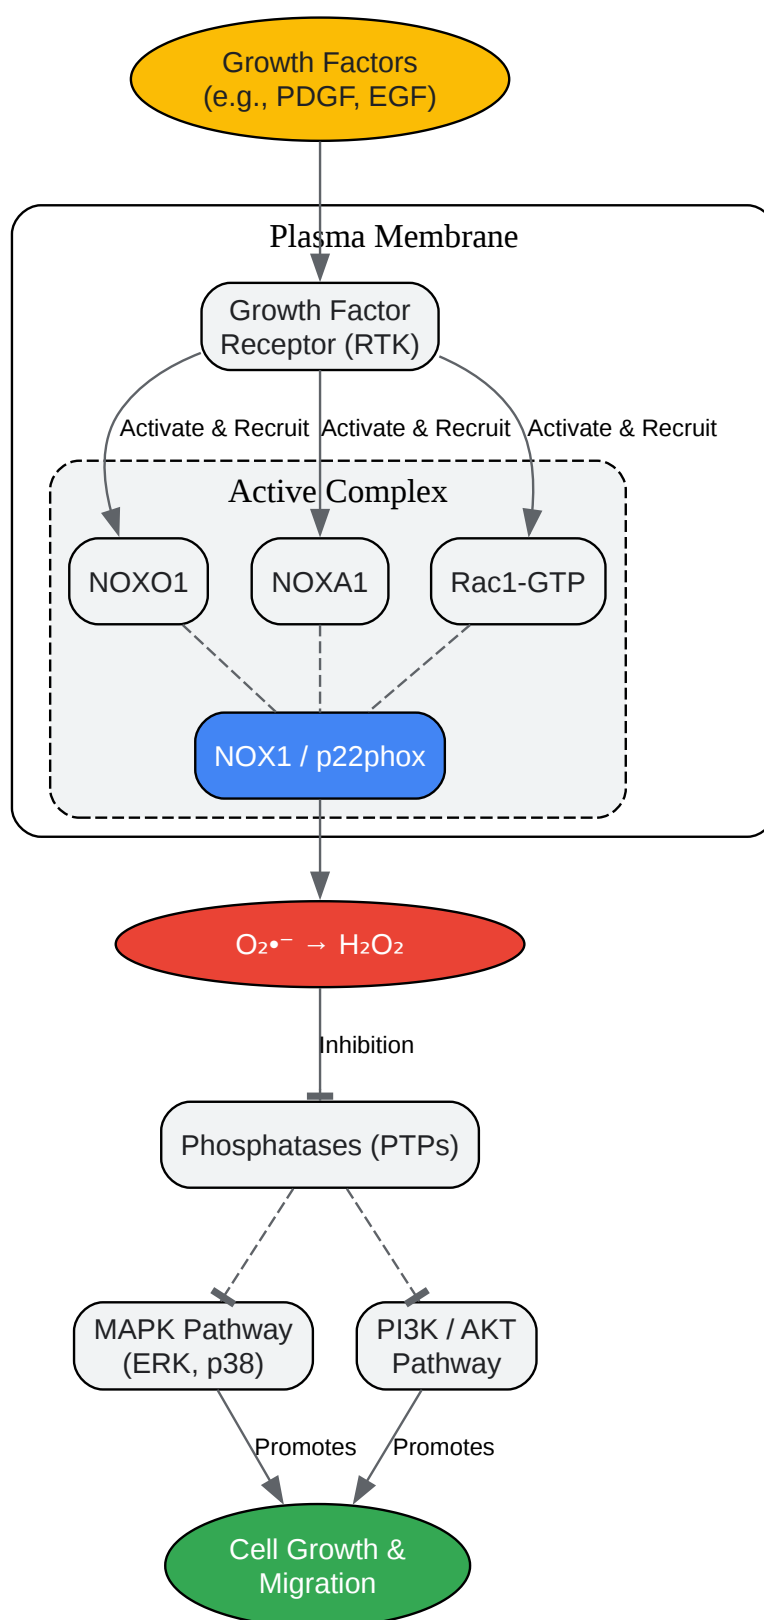 Growth Factors
(e.g., PDGF, EGF)
Plasma Membrane
Growth Factor
Receptor (RTK)
Activate & Recruit
Activate & Recruit
Activate & Recruit
Active Complex
NOXO1
NOXA1
Rac1-GTP
NOX1 / p22phox
O₂•⁻ → H₂O₂
Inhibition
Phosphatases (PTPs)
MAPK Pathway
(ERK, p38)
PI3K / AKT
Pathway
Promotes
Promotes
Cell Growth &
Migration